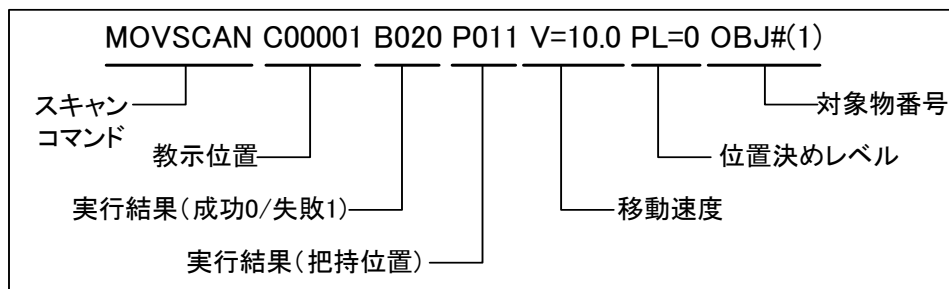 MOVSCAN C00001 B020 P011 V=10.0 PL=0 OBJ#(1)
スキャン
コマンド
対象物番号
教示位置
位置決めレベル
実行結果(成功0/失敗1)
移動速度
実行結果(把持位置)